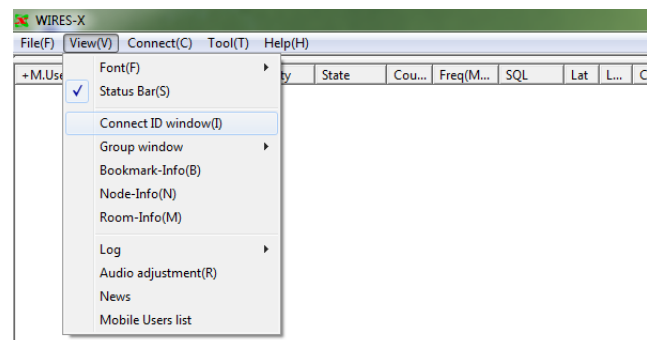 WIRES-X
File(F) View(V) Connect(C) Tool(T) Help(H)
+M.Use ty State Cou... Freq(M... SQL Lat L... C
Font(F)
Status Bar(S)
Connect ID window(I)
Group window
Bookmark-Info(B)
Node-Info(N)
Room-Info(M)
Log
Audio adjustment(R)
News
Mobile Users list